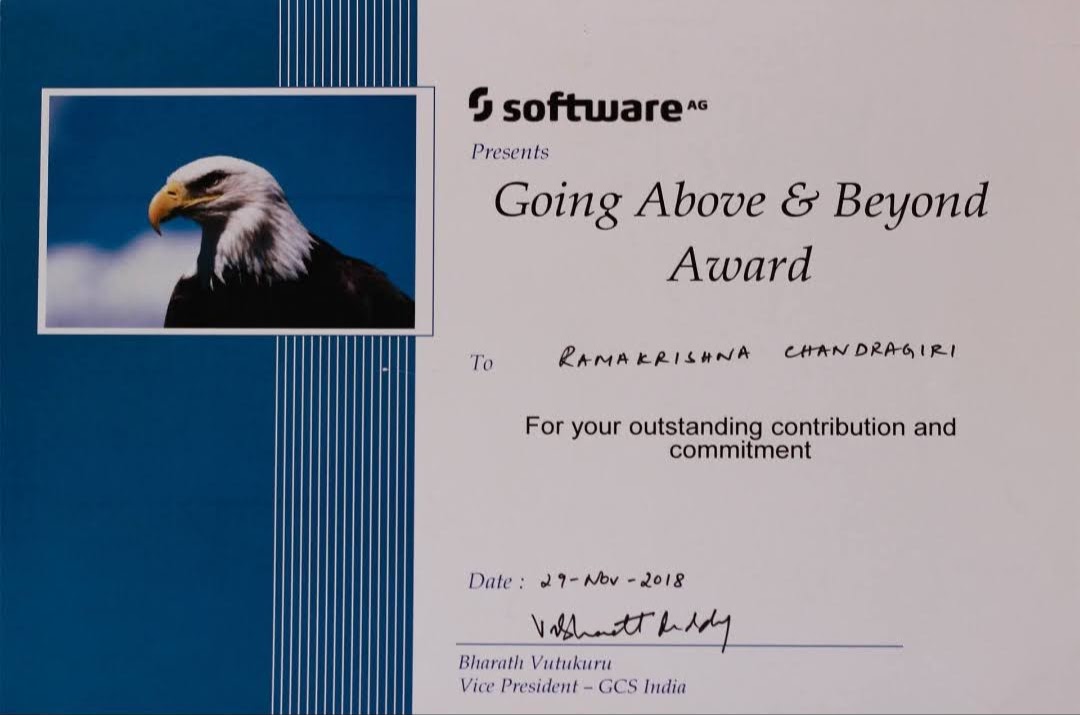 software AG
Presents
Going Above & Beyond
Award
To RAMAKRISHNA CHANDRAGIRI
For your outstanding contribution and
commitment
Date : 29-Nov-2018
Bharath Vutukuru
Vice President – GCS India